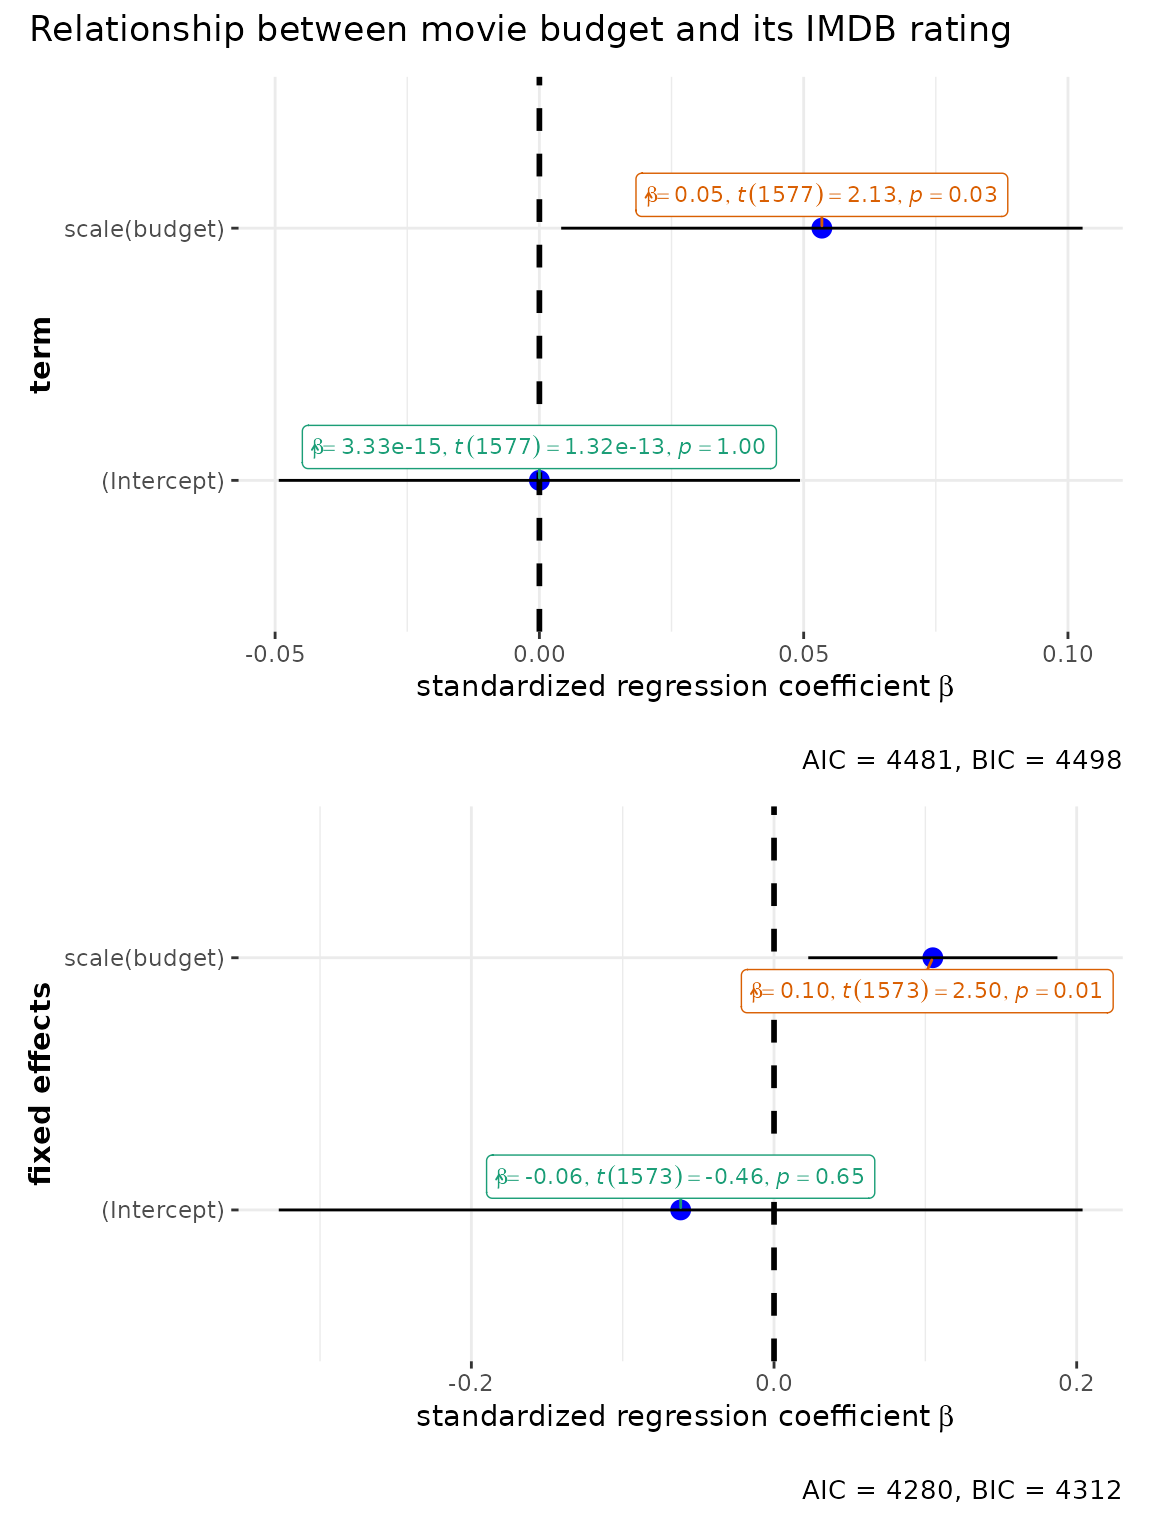 Relationship between movie budget and its IMDB rating
term
scale(budget)
β̂ = 0.05, t(1577) = 2.13, p = 0.03
(Intercept)
β̂ = 3.33e-15, t(1577) = 1.32e-13, p = 1.00
-0.05 0.00 0.05 0.10
standardized regression coefficient β
AIC = 4481, BIC = 4498
fixed effects
scale(budget)
β̂ = 0.10, t(1573) = 2.50, p = 0.01
(Intercept)
β̂ = -0.06, t(1573) = -0.46, p = 0.65
-0.2 0.0 0.2
standardized regression coefficient β
AIC = 4280, BIC = 4312